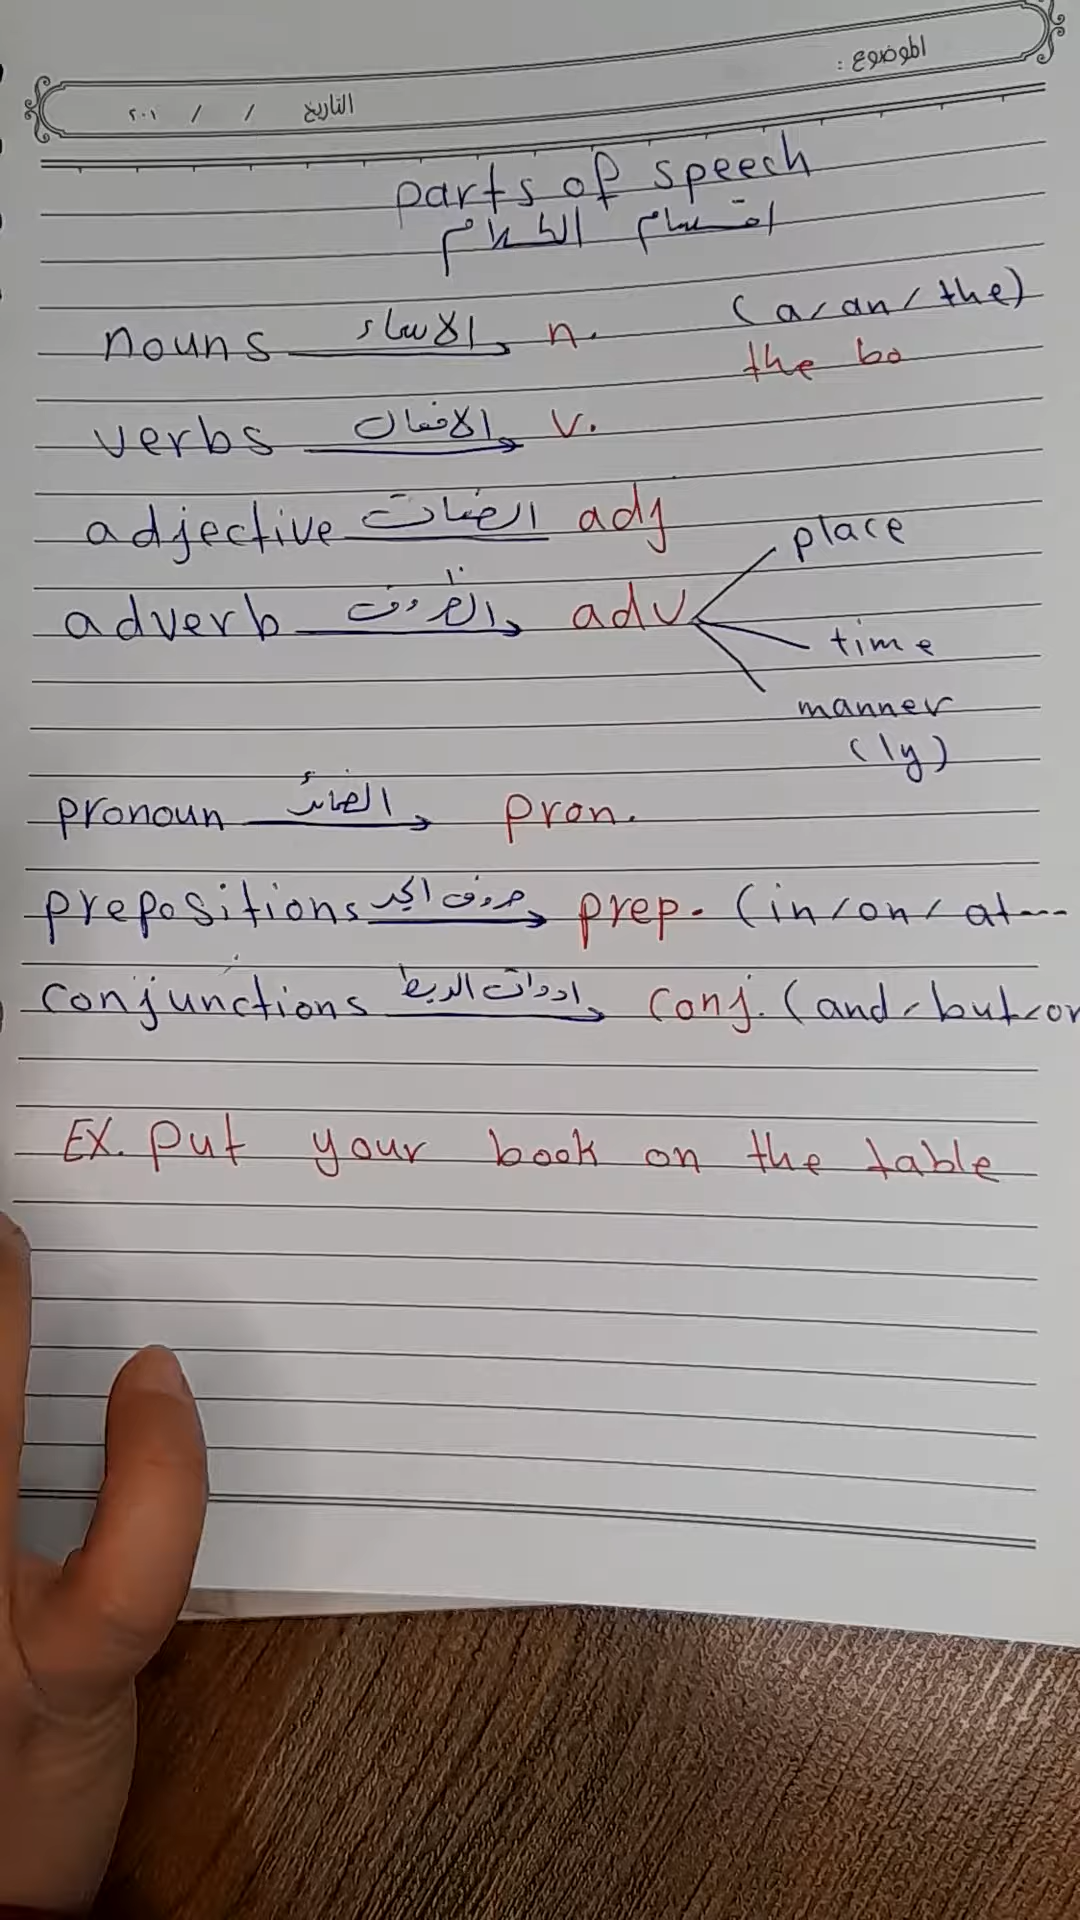 الموضوع :
التاريخ / / ٢٠١
parts of speech
اقسام الكلام
nouns الاسماء n. (a/an/the)
the bo
verbs الافعال v.
adjective الصفات adj
place
adverb الظروف adv
time
manner
(ly)
pronoun الضمائر pron.
prepositions حروف الجر prep. (in/on/at---
conjunctions ادوات الربط conj. (and/but/or
EX. put your book on the table